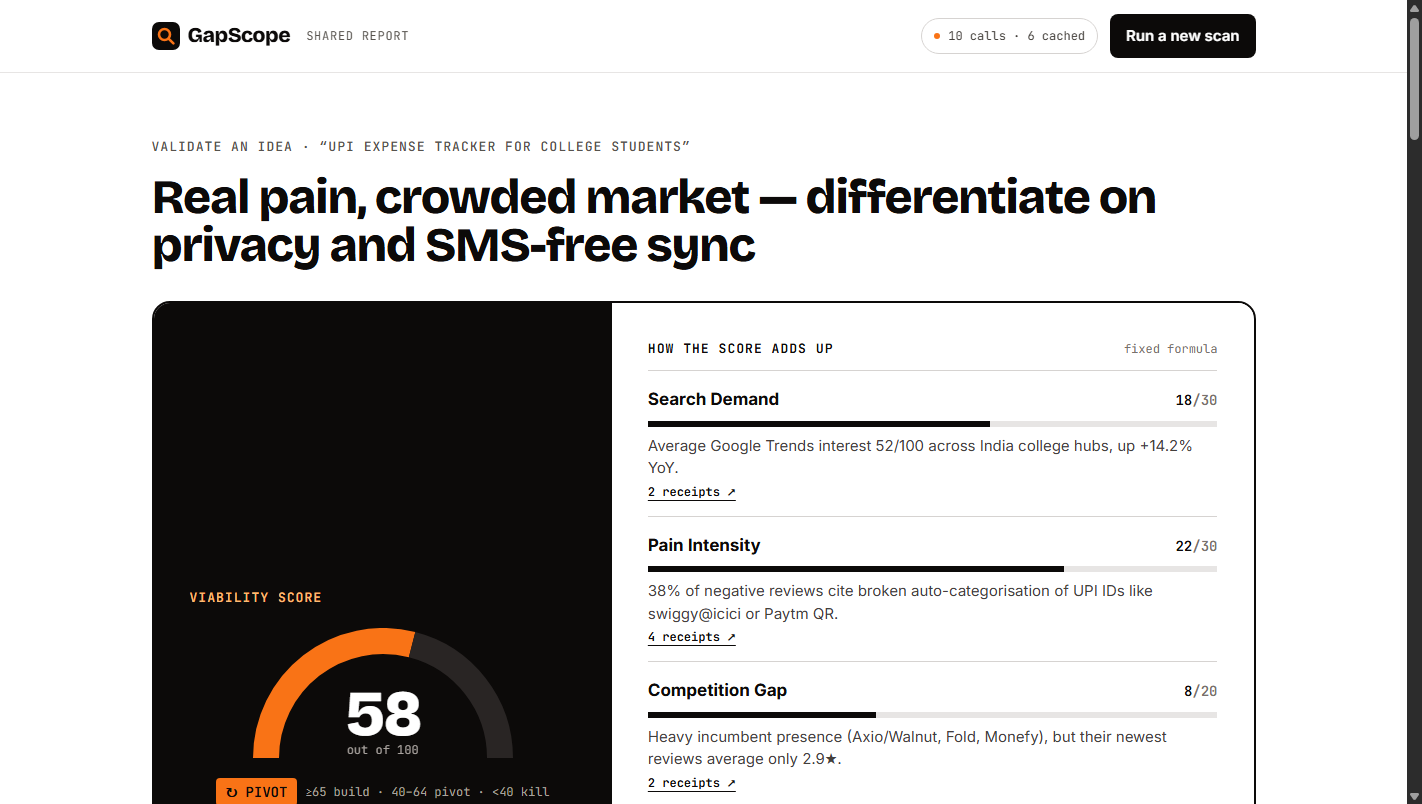 GapScope SHARED REPORT
10 calls · 6 cached
Run a new scan
VALIDATE AN IDEA · “UPI EXPENSE TRACKER FOR COLLEGE STUDENTS”
Real pain, crowded market — differentiate on
privacy and SMS-free sync
VIABILITY SCORE
58
out of 100
↻ PIVOT ≥65 build · 40–64 pivot · <40 kill
HOW THE SCORE ADDS UP fixed formula
Search Demand 18/30
Average Google Trends interest 52/100 across India college hubs, up +14.2%
YoY.
2 receipts ↗
Pain Intensity 22/30
38% of negative reviews cite broken auto-categorisation of UPI IDs like
swiggy@icici or Paytm QR.
4 receipts ↗
Competition Gap 8/20
Heavy incumbent presence (Axio/Walnut, Fold, Monefy), but their newest
reviews average only 2.9★.
2 receipts ↗